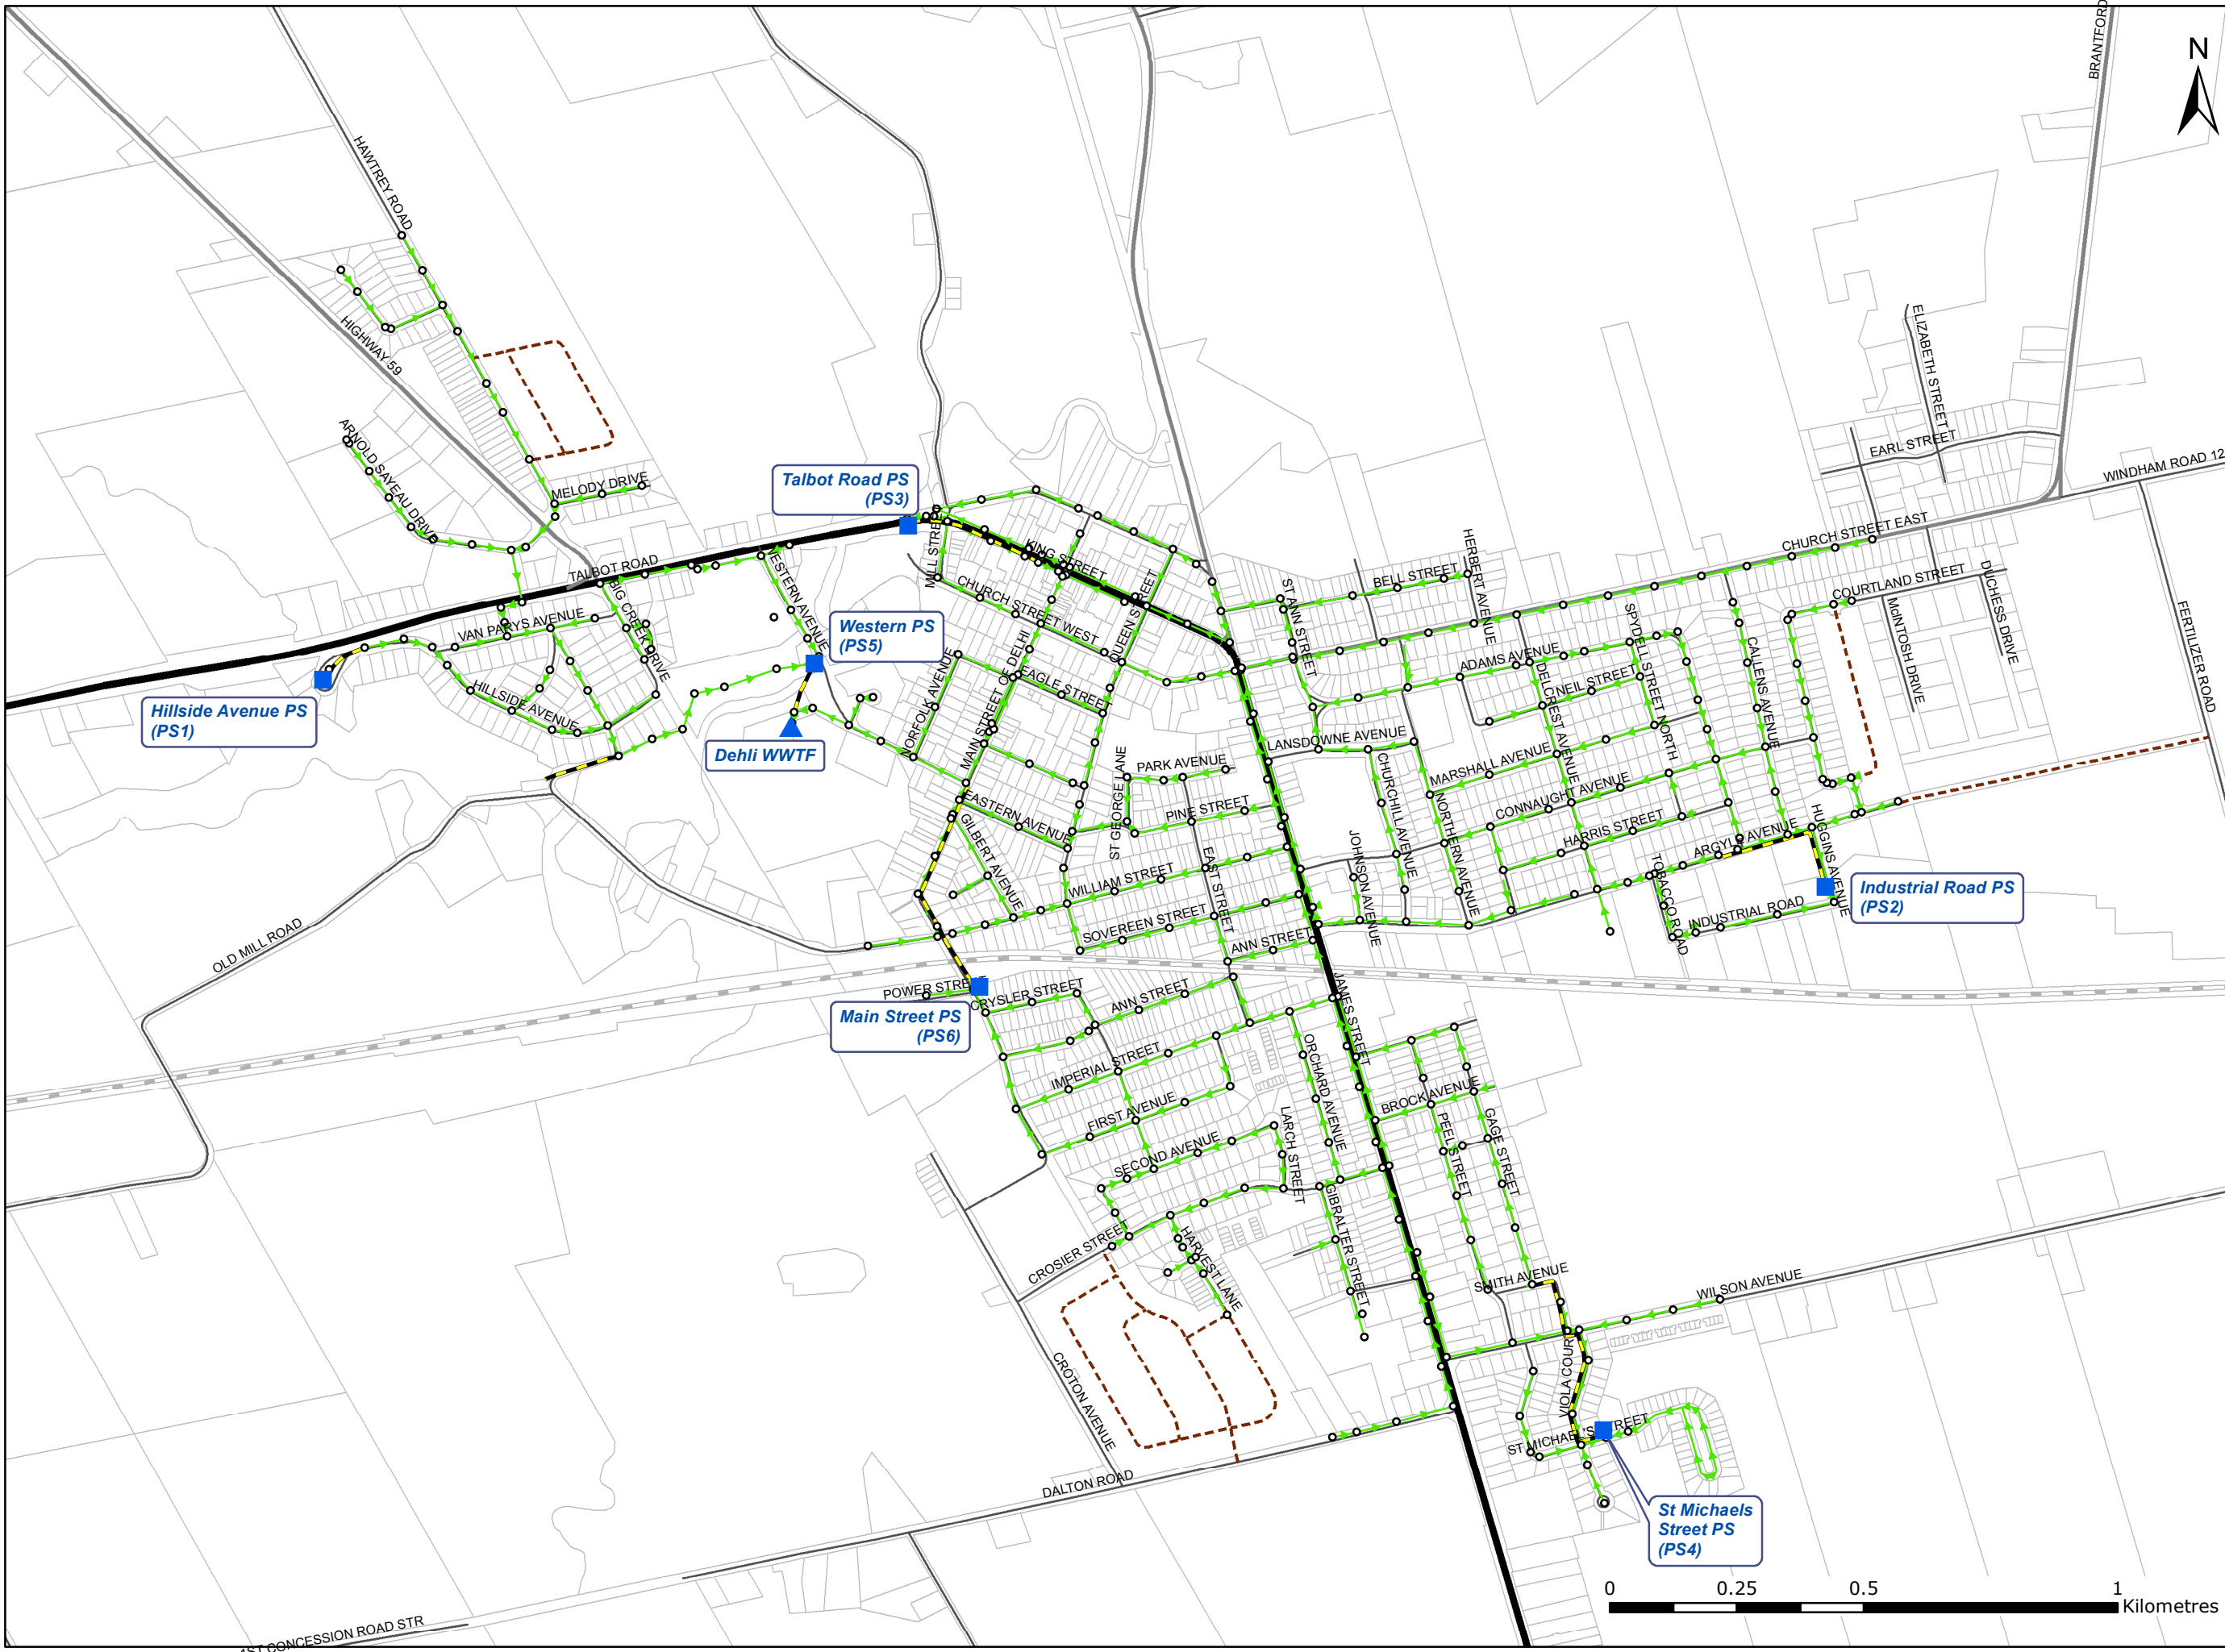 BRANTFORD
N
HAWTREY ROAD
HIGHWAY 59
ELIZABETH STREET
EARL STREET
WINDHAM ROAD 12
ARNOLD SAYEAU DRIVE
MELODY DRIVE
Talbot Road PS
(PS3)
CHURCH STREET EAST
TALBOT ROAD
MILL STREET
KING STREET
HERBERT AVENUE
BELL STREET
ST ANN STREET
COURTLAND STREET
DUCHESS DRIVE
McINTOSH DRIVE
FERTILIZER ROAD
WESTERN AVENUE
BIG CREEK DRIVE
VAN PARYS AVENUE
CHURCH STREET WEST
QUEEN STREET
Western PS
(PS5)
SPYDELL STREET NORTH
CALLENS AVENUE
ADAMS AVENUE
NEIL STREET
DELCREST AVENUE
Hillside Avenue PS
(PS1)
HILLSIDE AVENUE
NORFOLK AVENUE
MAIN STREET OF DELHI
EAGLE STREET
Dehli WWTF
LANSDOWNE AVENUE
MARSHALL AVENUE
PARK AVENUE
ST GEORGE LANE
CHURCHILL AVENUE
CONNAUGHT AVENUE
NORTHERN AVENUE
EASTERN AVENUE
PINE STREET
HARRIS STREET
HUGGINS AVENUE
ARGYLE AVENUE
GILBERT AVENUE
JOHNSON AVENUE
EAST STREET
WILLIAM STREET
TOBACCO ROAD
INDUSTRIAL ROAD
Industrial Road PS
(PS2)
SOVEREEN STREET
ANN STREET
OLD MILL ROAD
POWER STREET
CRYSLER STREET
ANN STREET
JAMES STREET
Main Street PS
(PS6)
IMPERIAL STREET
ORCHARD AVENUE
FIRST AVENUE
BROCK AVENUE
LARCH STREET
PEEL STREET
GAGE STREET
SECOND AVENUE
GIBRALTER STREET
CROSIER STREET
HARVEST LANE
SMITH AVENUE
WILSON AVENUE
CROTON AVENUE
VIOLA COURT
ST MICHAEL'S STREET
DALTON ROAD
St Michaels
Street PS
(PS4)
0 0.25 0.5 1
Kilometres
1ST CONCESSION ROAD STR